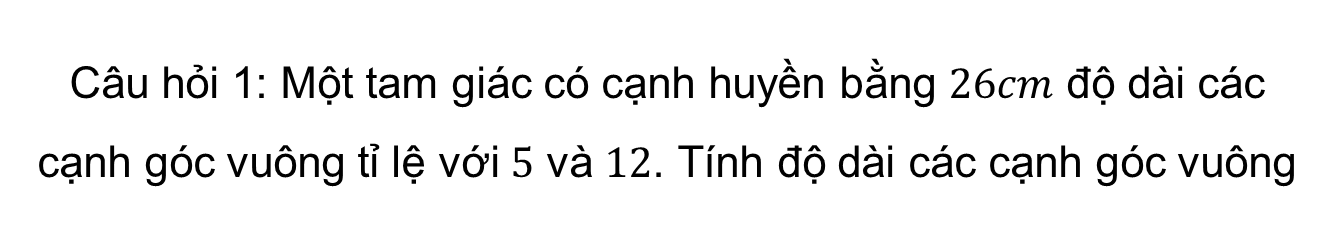 Câu hỏi 1: Một tam giác có cạnh huyền bằng 26cm độ dài các
cạnh góc vuông tỉ lệ với 5 và 12. Tính độ dài các cạnh góc vuông